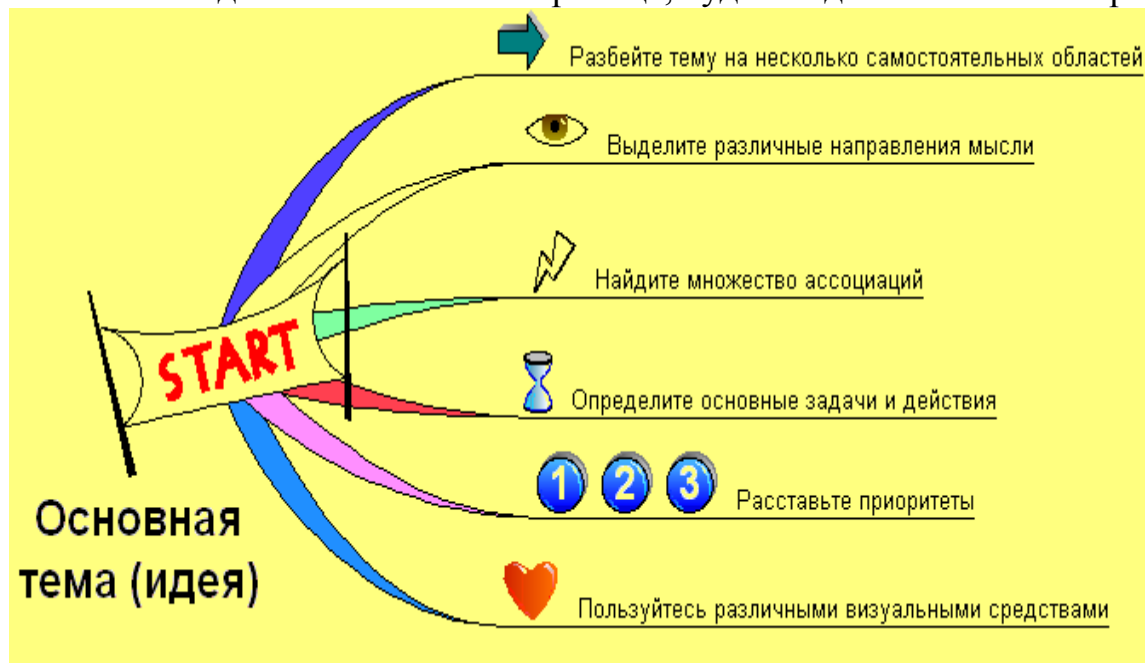 Разбейте тему на несколько самостоятельных областей
Выделите различные направления мысли
Найдите множество ассоциаций
START
Определите основные задачи и действия
1 2 3 Расставьте приоритеты
Основная
тема (идея)
Пользуйтесь различными визуальными средствами